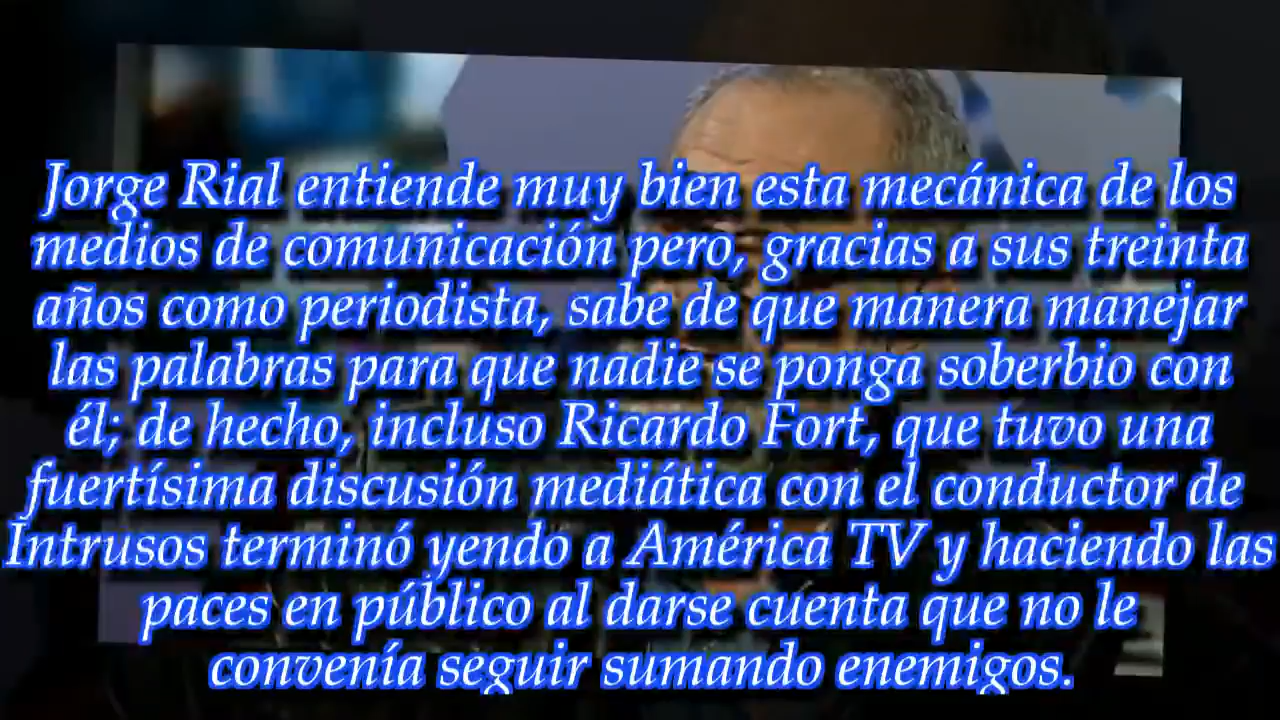 Jorge Rial entiende muy bien esta mecánica de los
medios de comunicación pero, gracias a sus treinta
años como periodista, sabe de que manera manejar
las palabras para que nadie se ponga soberbio con
él; de hecho, incluso Ricardo Fort, que tuvo una
fuertísima discusión mediática con el conductor de
Intrusos terminó yendo a América TV y haciendo las
paces en público al darse cuenta que no le
convenía seguir sumando enemigos.